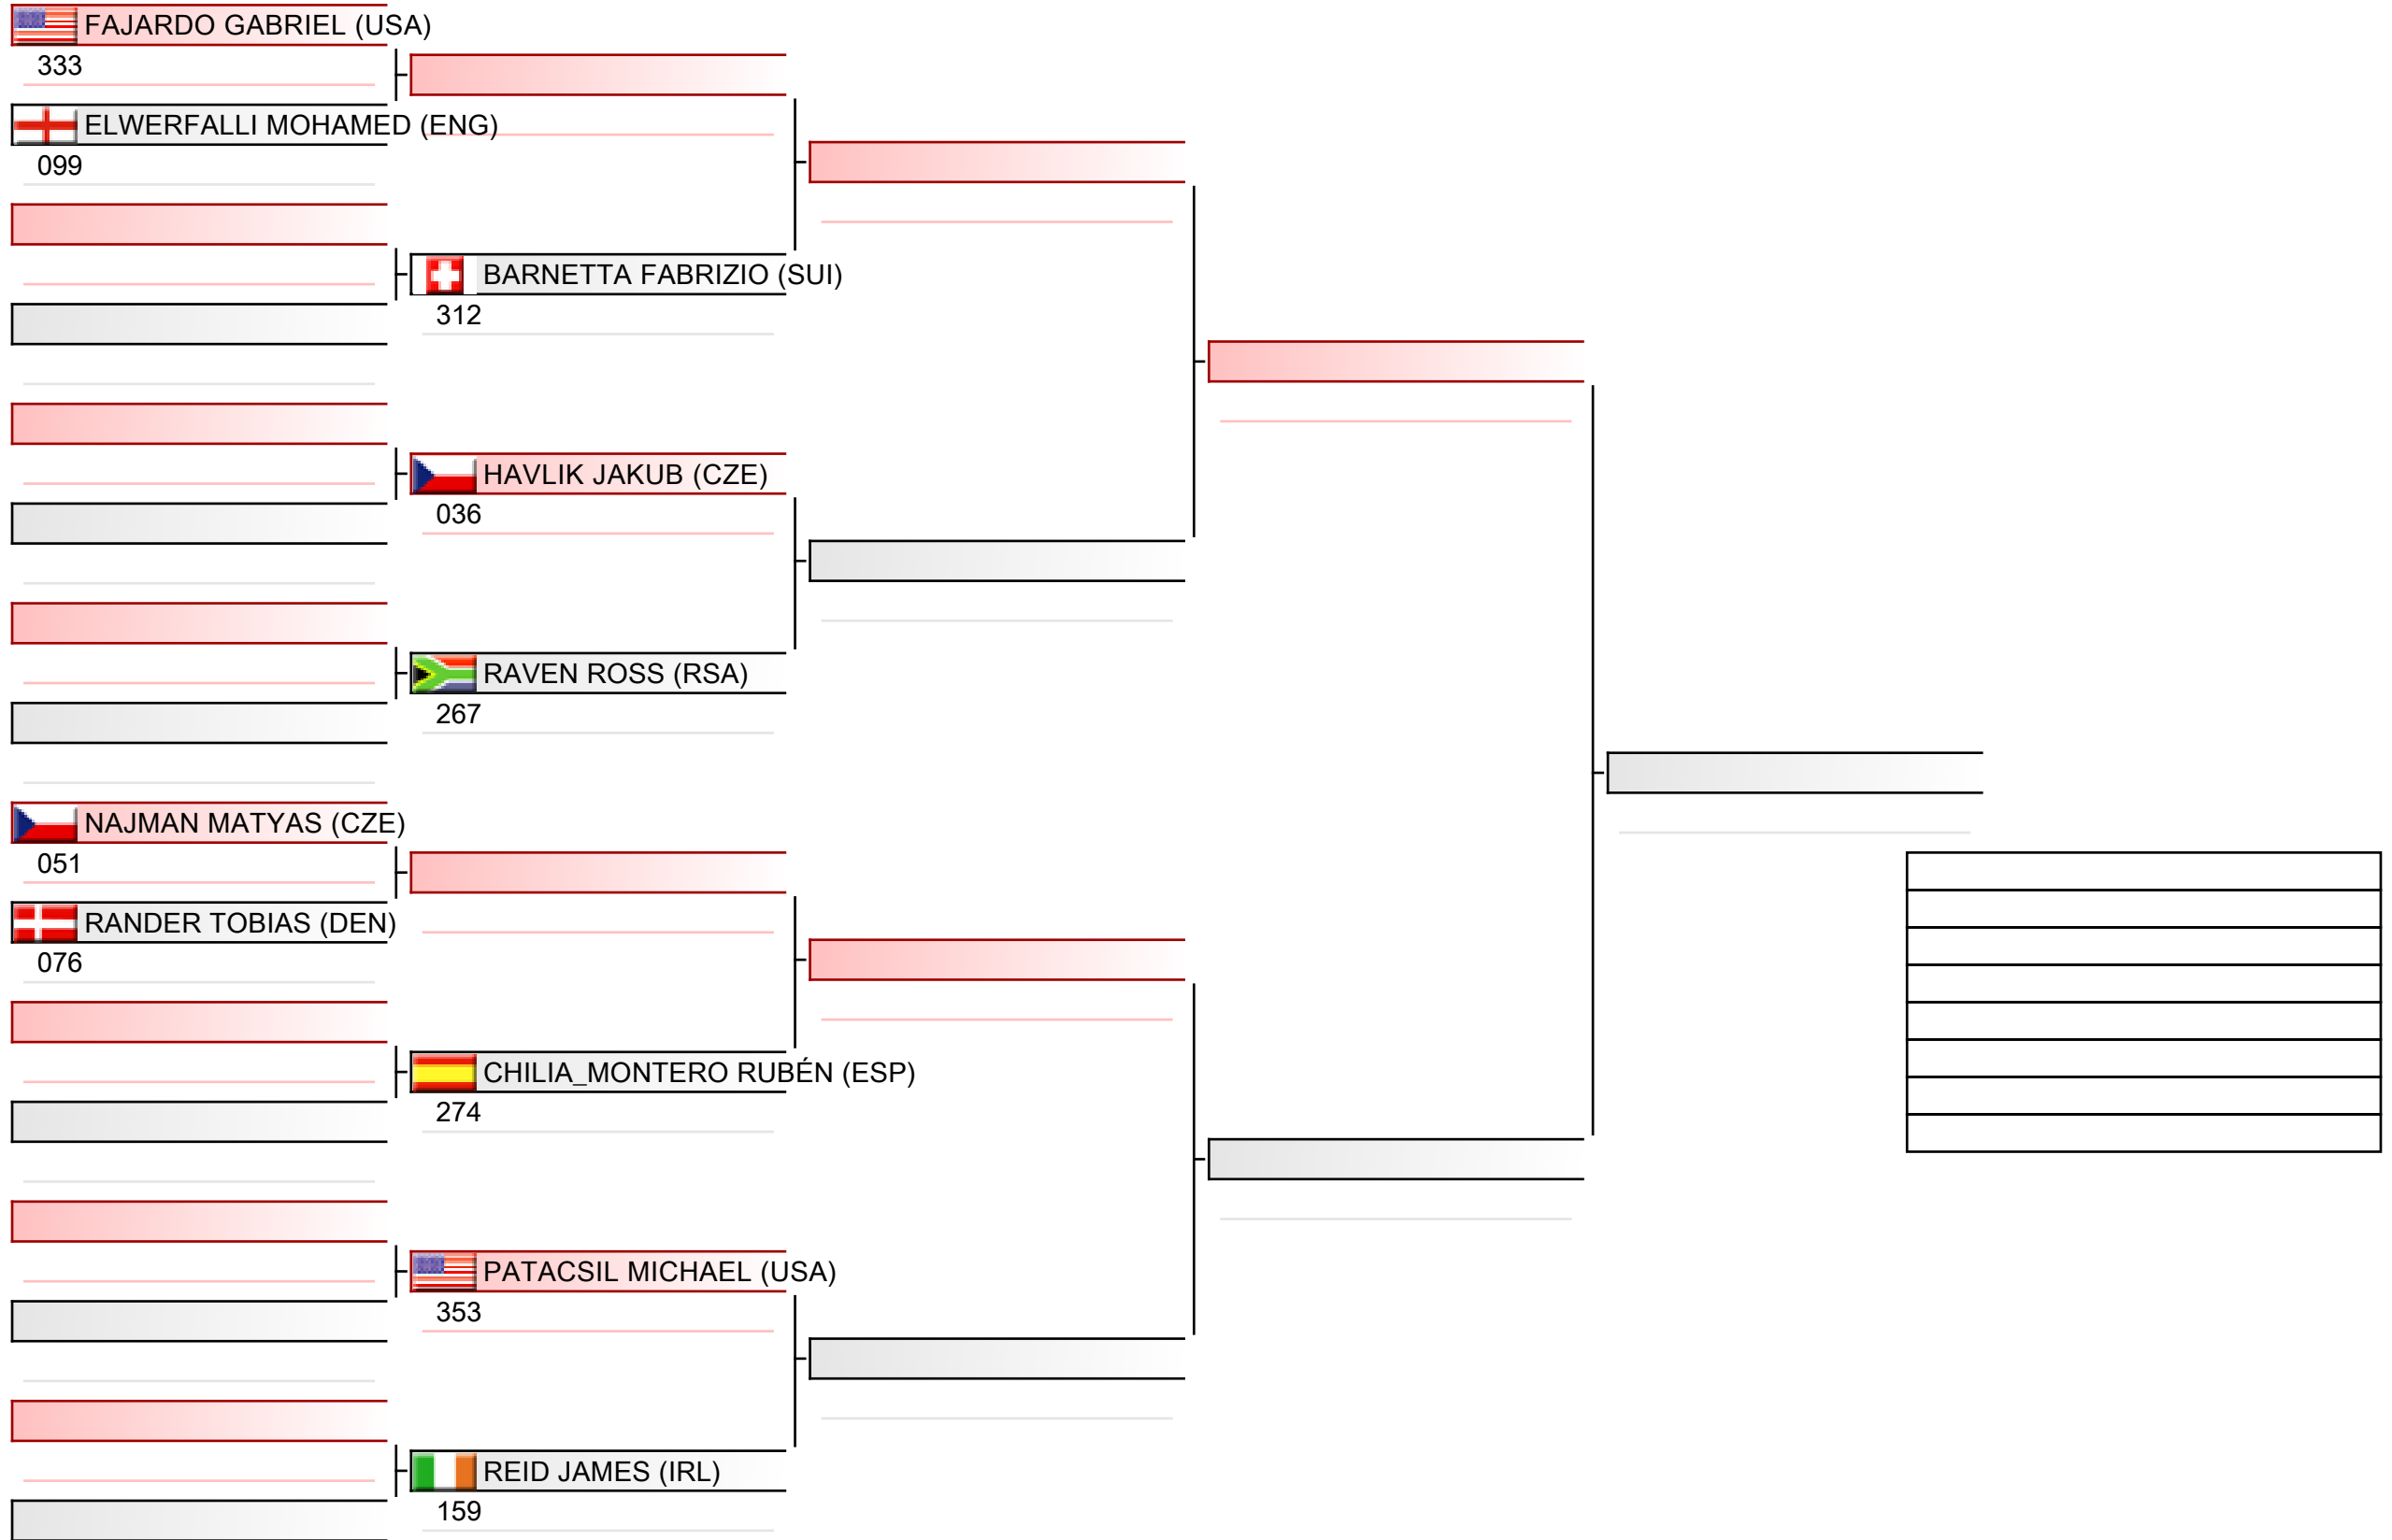 FAJARDO GABRIEL (USA)
333
ELWERFALLI MOHAMED (ENG)
099
BARNETTA FABRIZIO (SUI)
312
HAVLIK JAKUB (CZE)
036
RAVEN ROSS (RSA)
267
NAJMAN MATYAS (CZE)
051
RANDER TOBIAS (DEN)
076
CHILIA_MONTERO RUBÉN (ESP)
274
PATACSIL MICHAEL (USA)
353
REID JAMES (IRL)
159